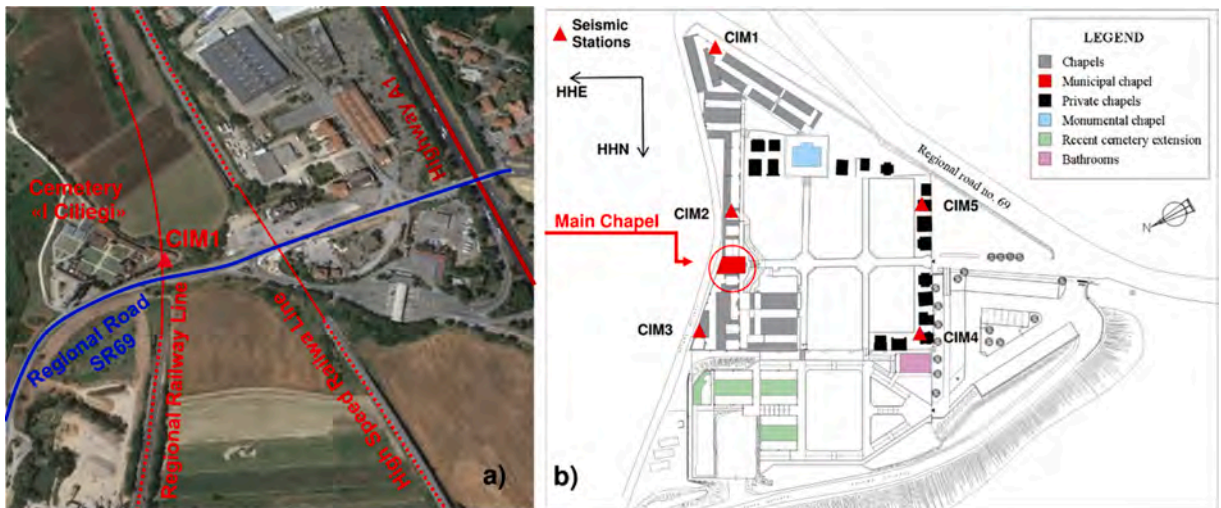 Highway A1
Cemetery
«I Ciliegi»
CIM1
Regional Road
SR69
Regional Railway Line
High Speed Railwa Line
a)
b)
Seismic
Stations
HHE
HHN
CIM1
LEGEND
Chapels
Municipal chapel
Private chapels
Monumental chapel
Recent cemetery extension
Bathrooms
Regional road no. 69
N
CIM2
CIM5
Main Chapel
CIM3
CIM4